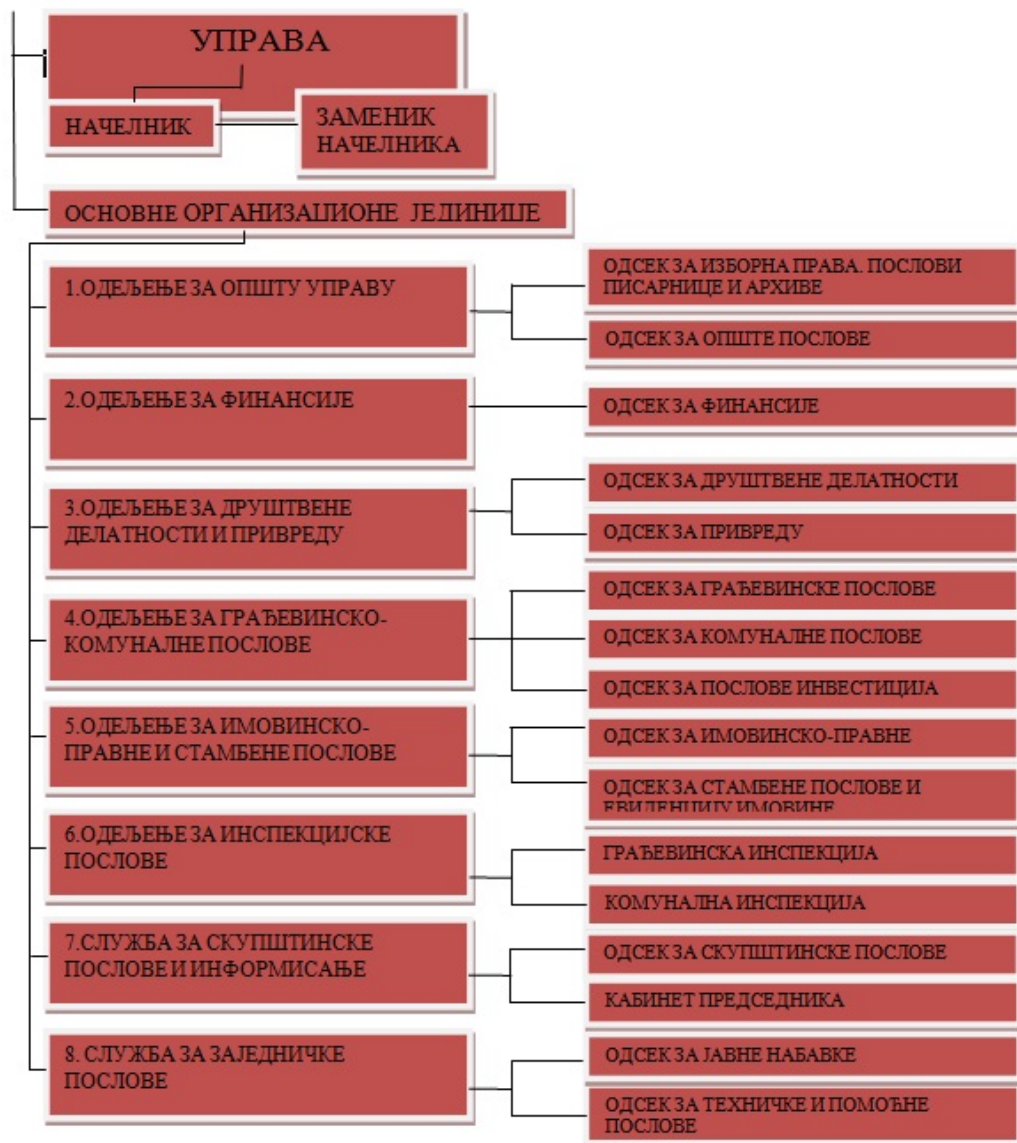 УПРАВА
НАЧЕЛНИК
ЗАМЕНИК
НАЧЕЛНИКА
ОСНОВНЕ ОРГАНИЗАЦИОНЕ ЈЕДИНИЦЕ
1.ОДЕЉЕЊЕ ЗА ОПШТУ УПРАВУ
ОДСЕК ЗА ИЗБОРНА ПРАВА. ПОСЛОВИ
ПИСАРНИЦЕ И АРХИВЕ
ОДСЕК ЗА ОПШТЕ ПОСЛОВЕ
2.ОДЕЉЕЊЕ ЗА ФИНАНСИЈЕ
ОДСЕК ЗА ФИНАНСИЈЕ
3.ОДЕЉЕЊЕ ЗА ДРУШТВЕНЕ
ДЕЛАТНОСТИ И ПРИВРЕДУ
ОДСЕК ЗА ДРУШТВЕНЕ ДЕЛАТНОСТИ
ОДСЕК ЗА ПРИВРЕДУ
4.ОДЕЉЕЊЕ ЗА ГРАЂЕВИНСКО-
КОМУНАЛНЕ ПОСЛОВЕ
ОДСЕК ЗА ГРАЂЕВИНСКЕ ПОСЛОВЕ
ОДСЕК ЗА КОМУНАЛНЕ ПОСЛОВЕ
ОДСЕК ЗА ПОСЛОВЕ ИНВЕСТИЦИЈА
5.ОДЕЉЕЊЕ ЗА ИМОВИНСКО-
ПРАВНЕ И СТАМБЕНЕ ПОСЛОВЕ
ОДСЕК ЗА ИМОВИНСКО-ПРАВНЕ
ОДСЕК ЗА СТАМБЕНЕ ПОСЛОВЕ И
ЕВИДЕНЦИЈУ ИМОВИНЕ
6.ОДЕЉЕЊЕ ЗА ИНСПЕКЦИЈСКЕ
ПОСЛОВЕ
ГРАЂЕВИНСКА ИНСПЕКЦИЈА
КОМУНАЛНА ИНСПЕКЦИЈА
7.СЛУЖБА ЗА СКУПШТИНСКЕ
ПОСЛОВЕ И ИНФОРМИСАЊЕ
ОДСЕК ЗА СКУПШТИНСКЕ ПОСЛОВЕ
КАБИНЕТ ПРЕДСЕДНИКА
8. СЛУЖБА ЗА ЗАЈЕДНИЧКЕ
ПОСЛОВЕ
ОДСЕК ЗА ЈАВНЕ НАБАВКЕ
ОДСЕК ЗА ТЕХНИЧКЕ И ПОМОЋНЕ
ПОСЛОВЕ